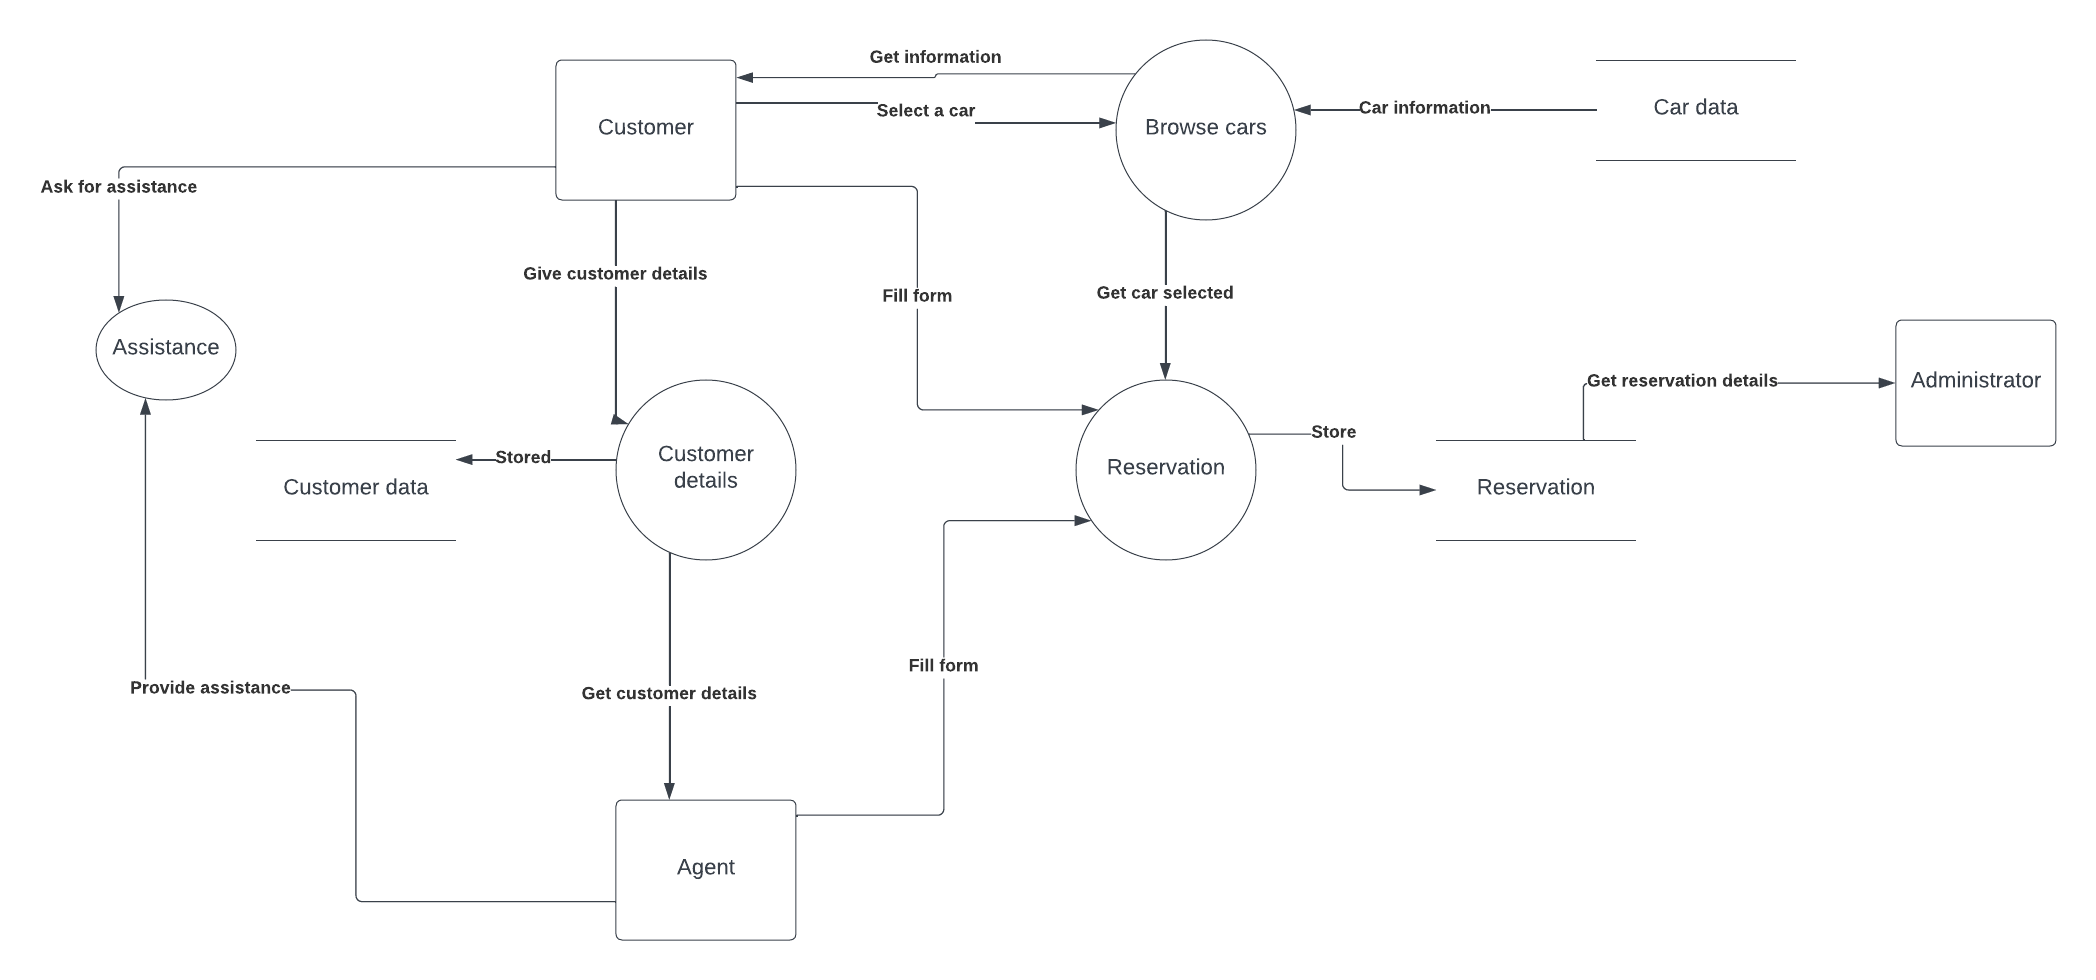 Get information
Customer
Select a car
Browse cars
Car information
Car data
Ask for assistance
Give customer details
Fill form
Get car selected
Assistance
Get reservation details
Administrator
Stored
Customer data
Customer
details
Reservation
Store
Reservation
Fill form
Provide assistance
Get customer details
Agent